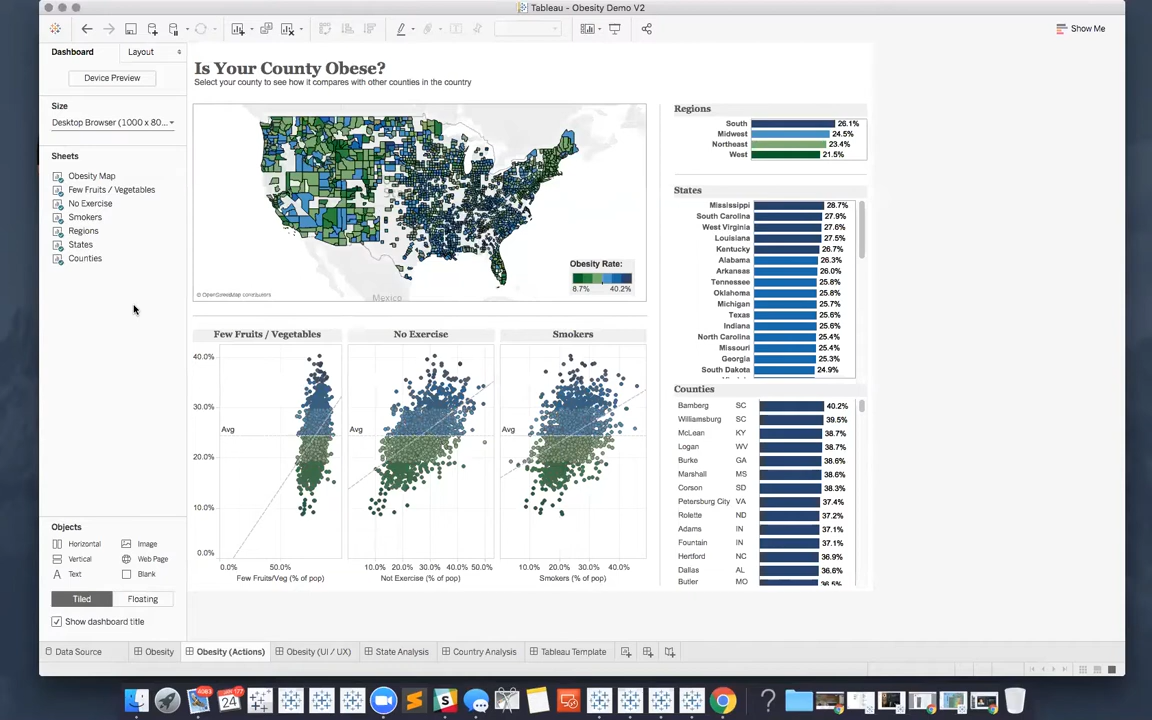 Tableau - Obesity Demo V2
Show Me
Dashboard
Layout
Device Preview
Size
Desktop Browser (1000 x 80...
Sheets
Obesity Map
Few Fruits / Vegetables
No Exercise
Smokers
Regions
States
Counties
Objects
Horizontal
Image
Vertical
Web Page
Text
Blank
Tiled
Floating
Show dashboard title
Is Your County Obese?
Select your county to see how it compares with other counties in the country
Mexico
© OpenStreetMap contributors
Obesity Rate:
8.7% 40.2%
Few Fruits / Vegetables
No Exercise
Smokers
40.0%
30.0%
20.0%
10.0%
0.0%
Avg
Avg
Avg
0.0% 50.0%
10.0% 20.0% 30.0% 40.0% 50.0%
10.0% 20.0% 30.0% 40.0%
Few Fruits/Veg (% of pop)
Not Exercise (% of pop)
Smokers (% of pop)
Regions
South 26.1%
Midwest 24.5%
Northeast 23.4%
West 21.5%
States
Mississippi 28.7%
South Carolina 27.9%
West Virginia 27.6%
Louisiana 27.5%
Kentucky 26.7%
Alabama 26.3%
Arkansas 26.0%
Tennessee 25.8%
Oklahoma 25.8%
Michigan 25.7%
Texas 25.6%
Indiana 25.6%
North Carolina 25.4%
Missouri 25.4%
Georgia 25.3%
South Dakota 24.9%
Counties
Bamberg SC 40.2%
Williamsburg SC 39.5%
McLean KY 38.7%
Logan WV 38.7%
Burke GA 38.6%
Marshall MS 38.6%
Corson SD 38.3%
Petersburg City VA 37.4%
Rolette ND 37.2%
Adams IN 37.1%
Fountain IN 37.1%
Hertford NC 36.9%
Dallas AL 36.6%
Butler MO 36.5%
Data Source
Obesity
Obesity (Actions)
Obesity (UI / UX)
State Analysis
County Analysis
Tableau Template
24